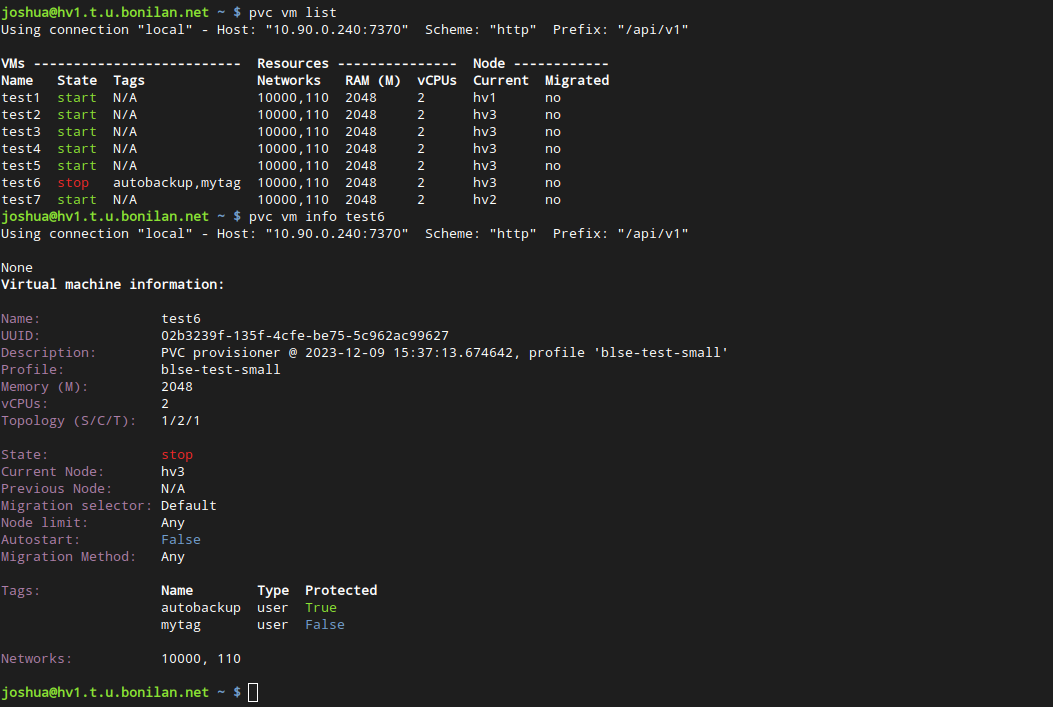 joshua@hv1.t.u.bonilan.net ~ $ pvc vm list
Using connection "local" - Host: "10.90.0.240:7370"  Scheme: "http"  Prefix: "/api/v1"
VMs --------------------------  Resources ---------------  Node ------------
Name   State  Tags              Networks   RAM (M)  vCPUs  Current  Migrated
test1  start  N/A               10000,110  2048     2      hv1      no
test2  start  N/A               10000,110  2048     2      hv3      no
test3  start  N/A               10000,110  2048     2      hv3      no
test4  start  N/A               10000,110  2048     2      hv3      no
test5  start  N/A               10000,110  2048     2      hv3      no
test6  stop   autobackup,mytag  10000,110  2048     2      hv3      no
test7  start  N/A               10000,110  2048     2      hv2      no
joshua@hv1.t.u.bonilan.net ~ $ pvc vm info test6
Using connection "local" - Host: "10.90.0.240:7370"  Scheme: "http"  Prefix: "/api/v1"
None
Virtual machine information:
Name:               test6
UUID:               02b3239f-135f-4cfe-be75-5c962ac99627
Description:        PVC provisioner @ 2023-12-09 15:37:13.674642, profile 'blse-test-small'
Profile:            blse-test-small
Memory (M):         2048
vCPUs:              2
Topology (S/C/T):   1/2/1
State:              stop
Current Node:       hv3
Previous Node:      N/A
Migration selector: Default
Node limit:         Any
Autostart:          False
Migration Method:   Any
Tags:               Name        Type  Protected
                    autobackup  user  True
                    mytag       user  False
Networks:           10000, 110
joshua@hv1.t.u.bonilan.net ~ $